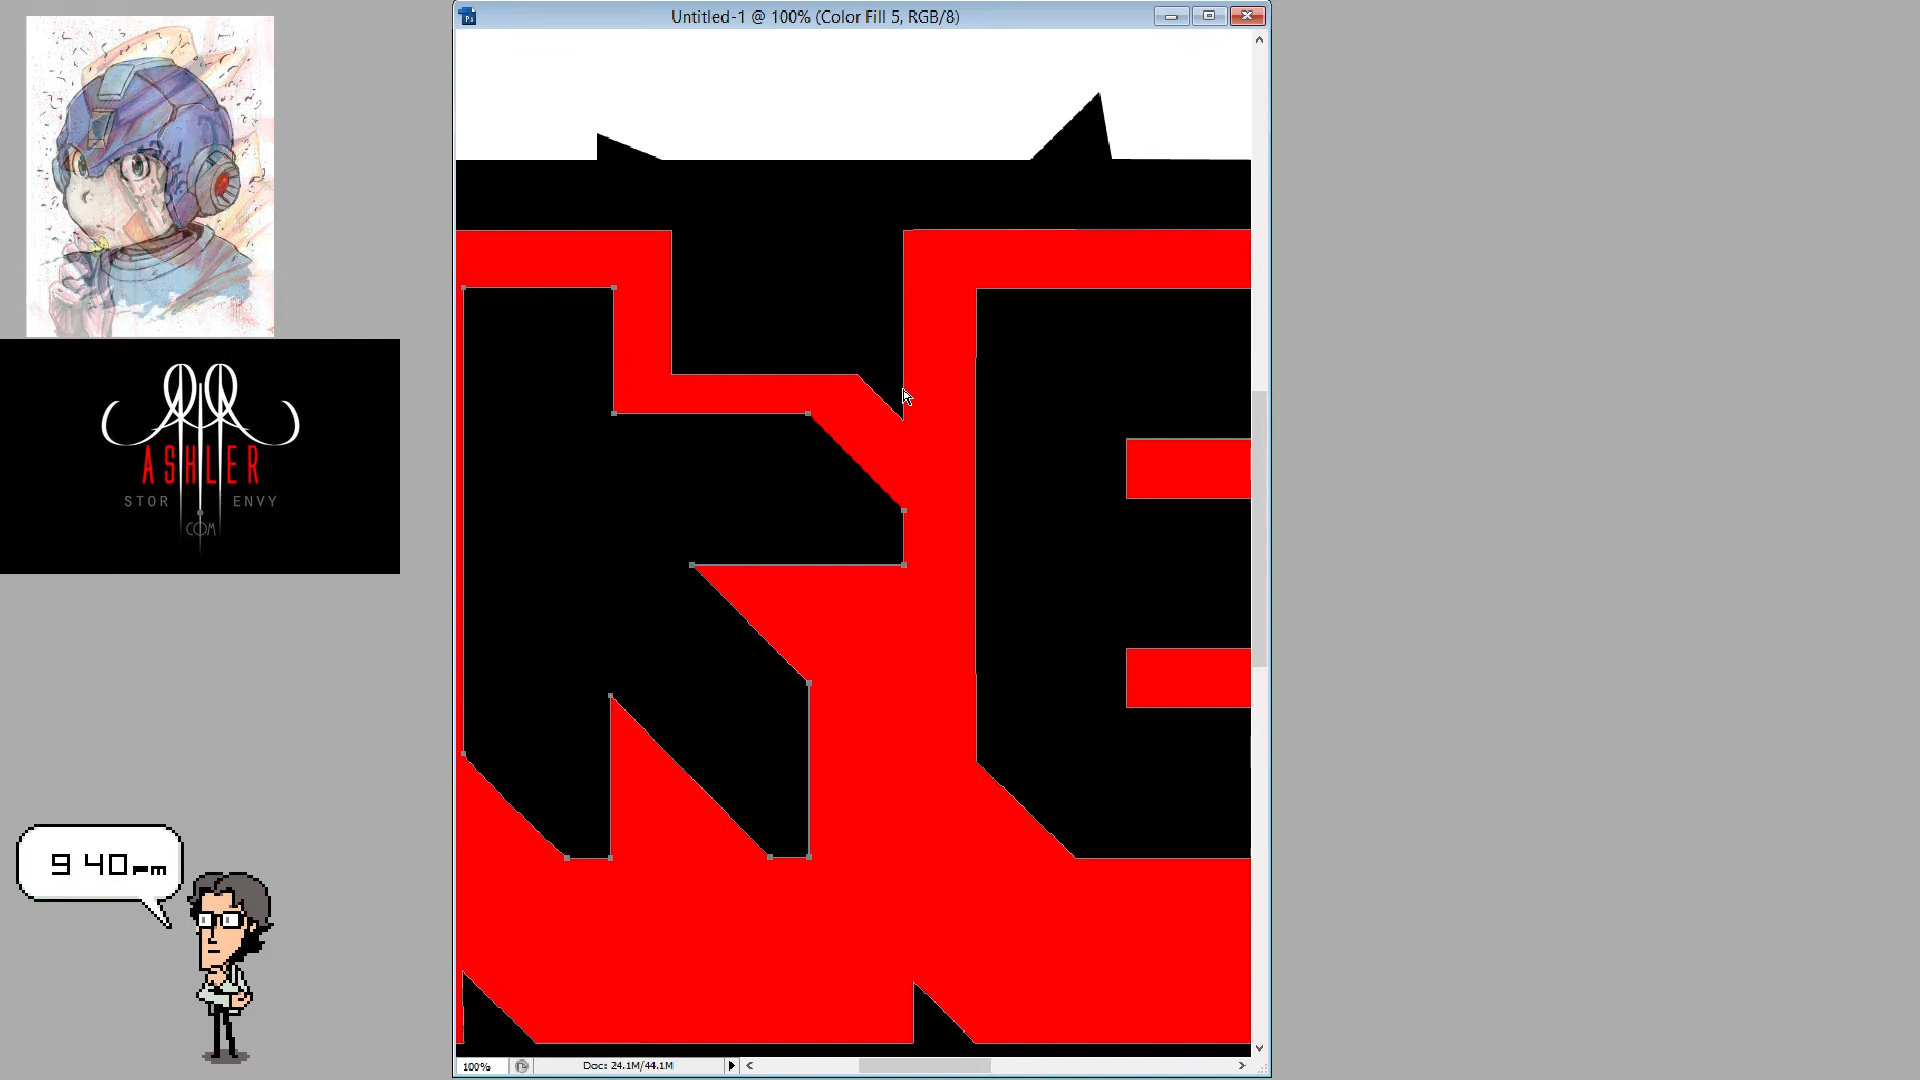 Untitled-1 @ 100% (Color Fill 5, RGB/8)
Ps
ASHLER
STOR ENVY
COM
9 40pm
100%
Doc: 24.1M/44.1M